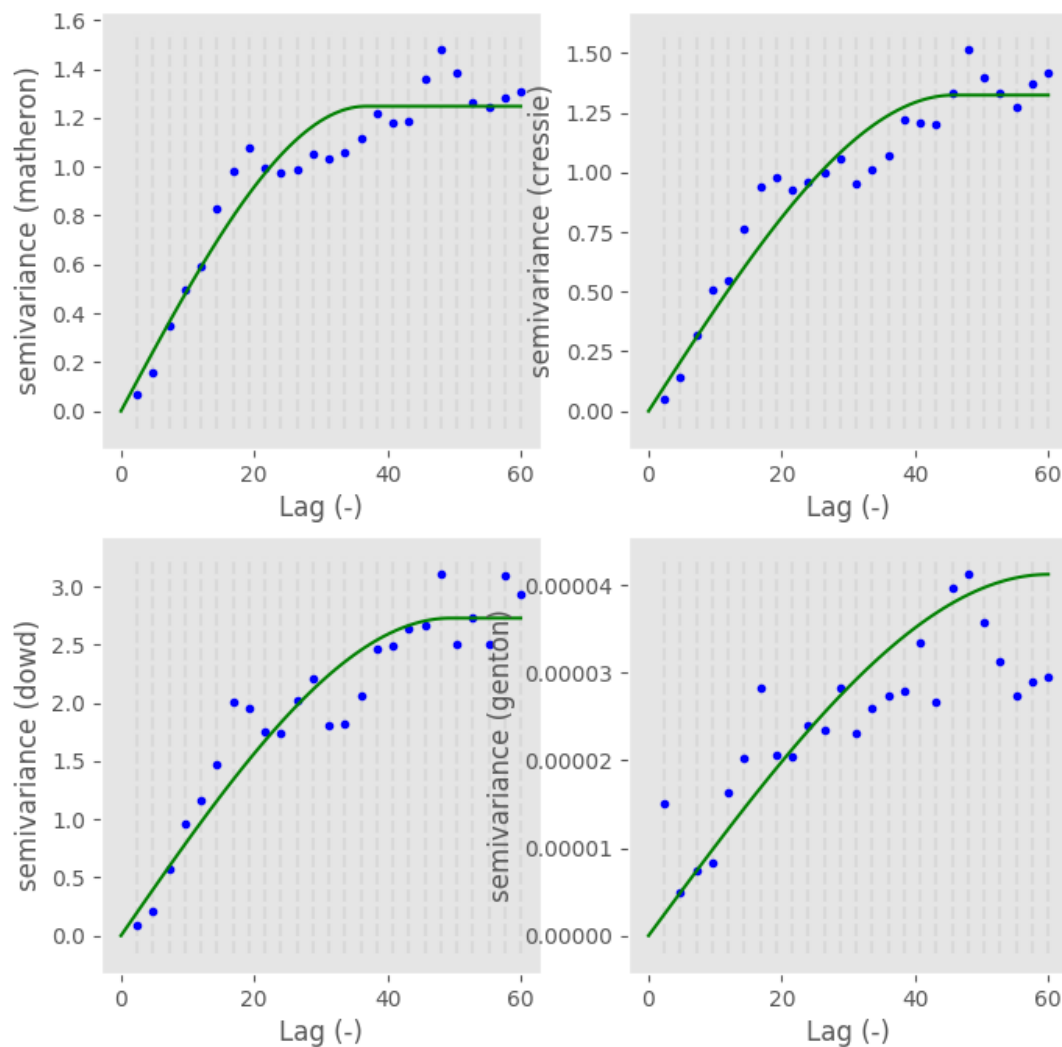 semivariance (matheron)
1.6
1.4
1.2
1.0
0.8
0.6
0.4
0.2
0.0
0 20 40 60
Lag (-)
semivariance (cressie)
1.50
1.25
1.00
0.75
0.50
0.25
0.00
0 20 40 60
Lag (-)
semivariance (dowd)
3.0
2.5
2.0
1.5
1.0
0.5
0.0
0 20 40 60
Lag (-)
semivariance (genton)
0.00004
0.00003
0.00002
0.00001
0.00000
0 20 40 60
Lag (-)